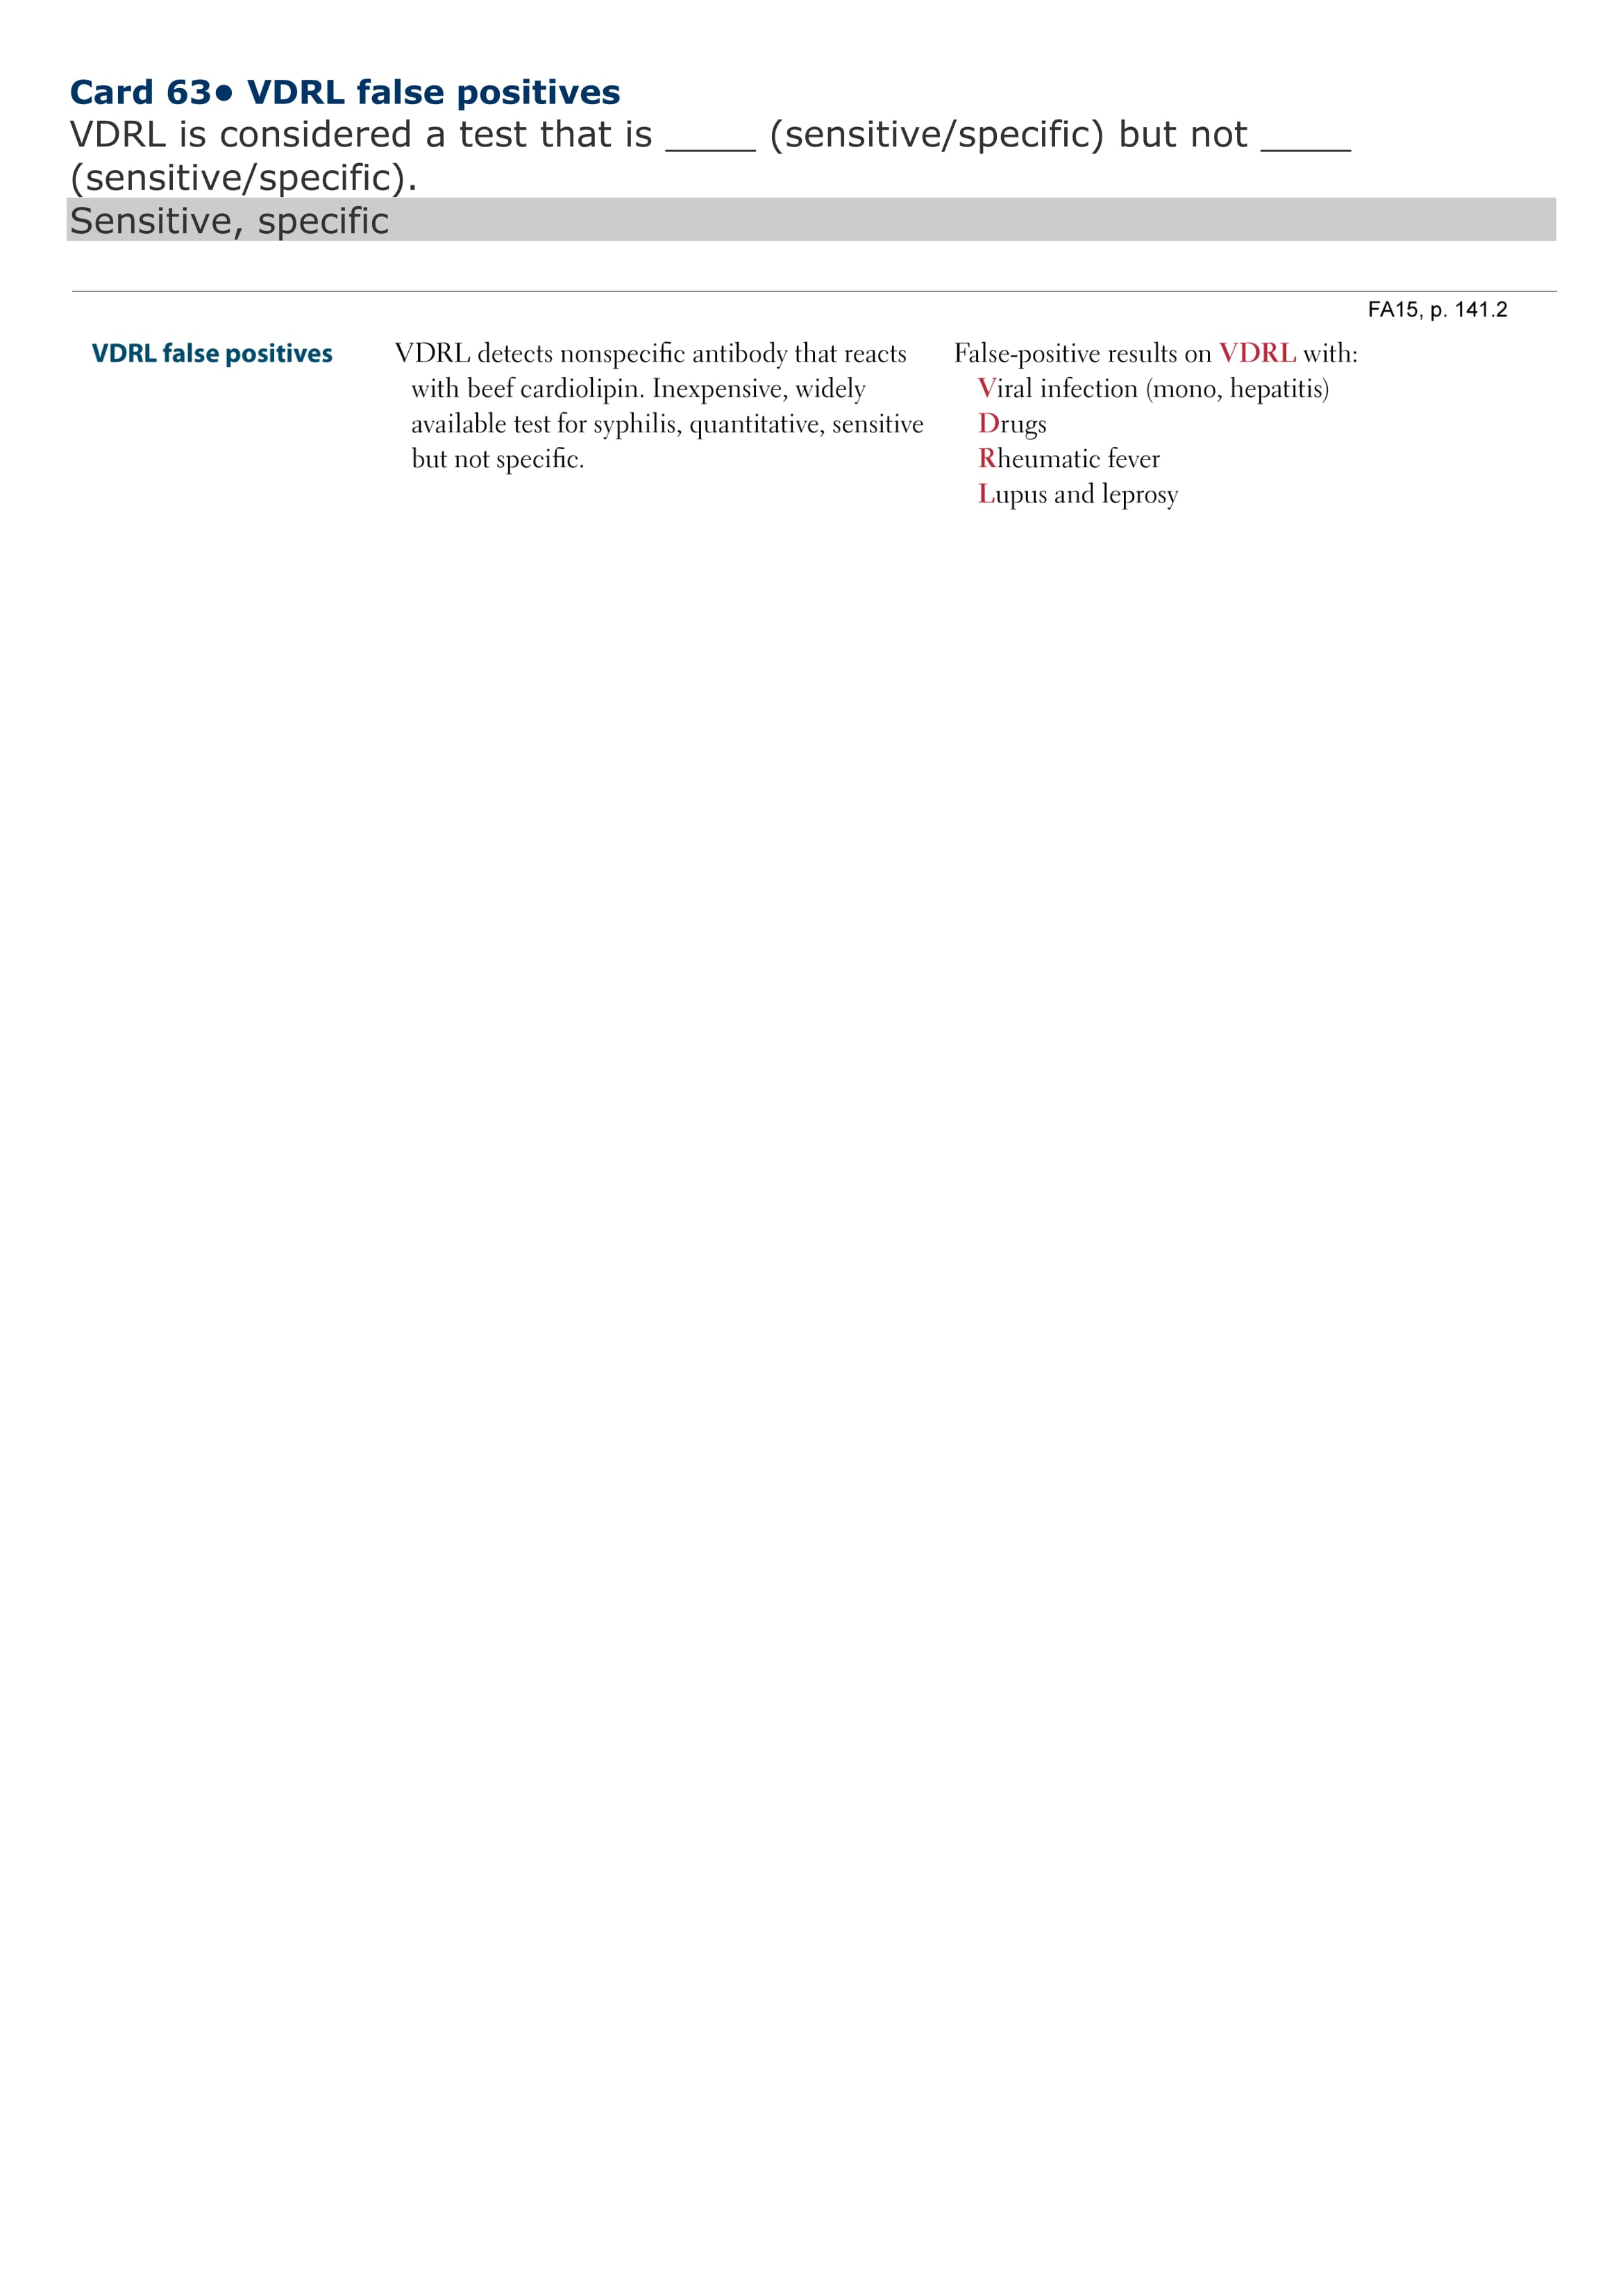 Card 63• VDRL false positives
VDRL is considered a test that is _____ (sensitive/specific) but not _____
(sensitive/specific).
Sensitive, specific
FA15, p. 141.2
VDRL false positives
VDRL detects nonspecific antibody that reacts
with beef cardiolipin. Inexpensive, widely
available test for syphilis, quantitative, sensitive
but not specific.
False-positive results on VDRL with:
Viral infection (mono, hepatitis)
Drugs
Rheumatic fever
Lupus and leprosy